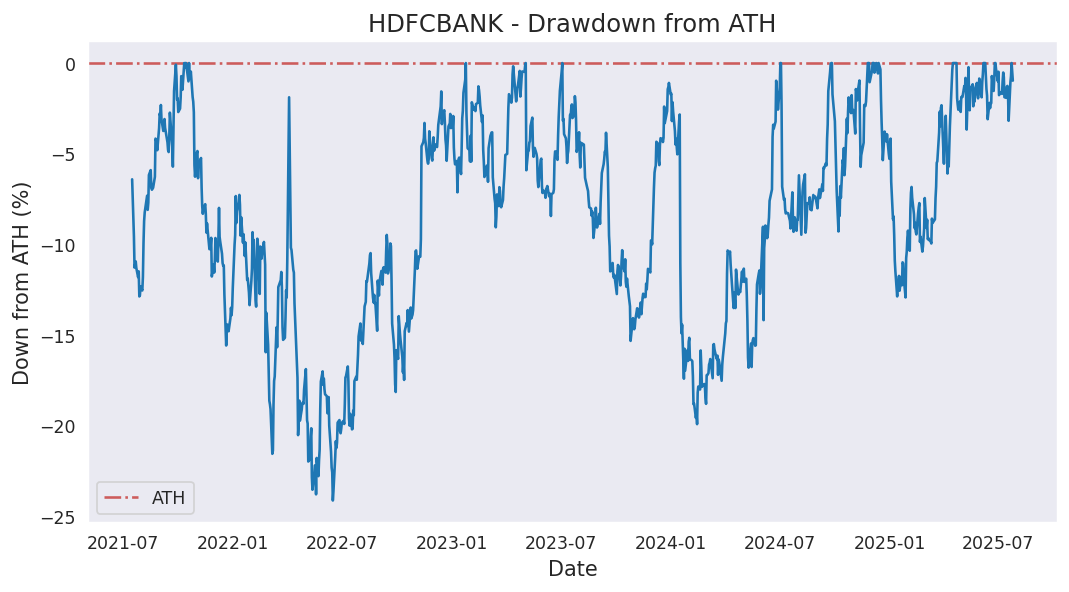 HDFCBANK - Drawdown from ATH
Down from ATH (%)
0
−5
−10
−15
−20
−25
ATH
2021-07 2022-01 2022-07 2023-01 2023-07 2024-01 2024-07 2025-01 2025-07
Date